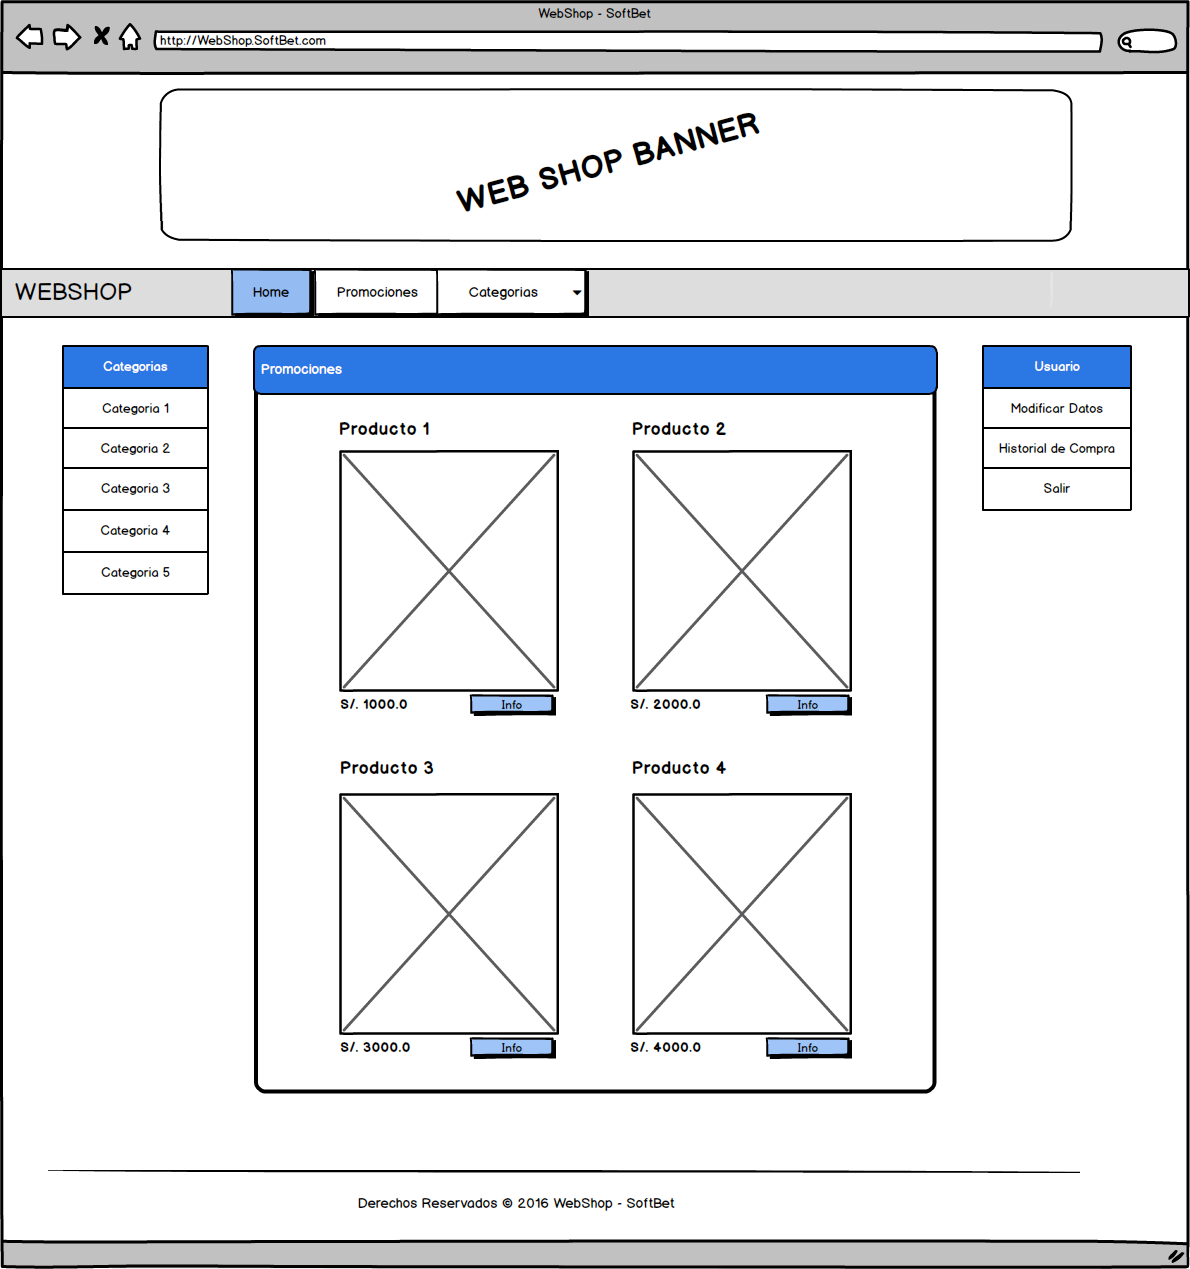 WebShop - SoftBet
http://WebShop.SoftBet.com
WEB SHOP BANNER
WEBSHOP
Home
Promociones
Categorias
Categorias
Categoria 1
Categoria 2
Categoria 3
Categoria 4
Categoria 5
Promociones
Producto 1
Producto 2
S/. 1000.0
Info
S/. 2000.0
Info
Producto 3
Producto 4
S/. 3000.0
Info
S/. 4000.0
Info
Usuario
Modificar Datos
Historial de Compra
Salir
Derechos Reservados © 2016 WebShop - SoftBet